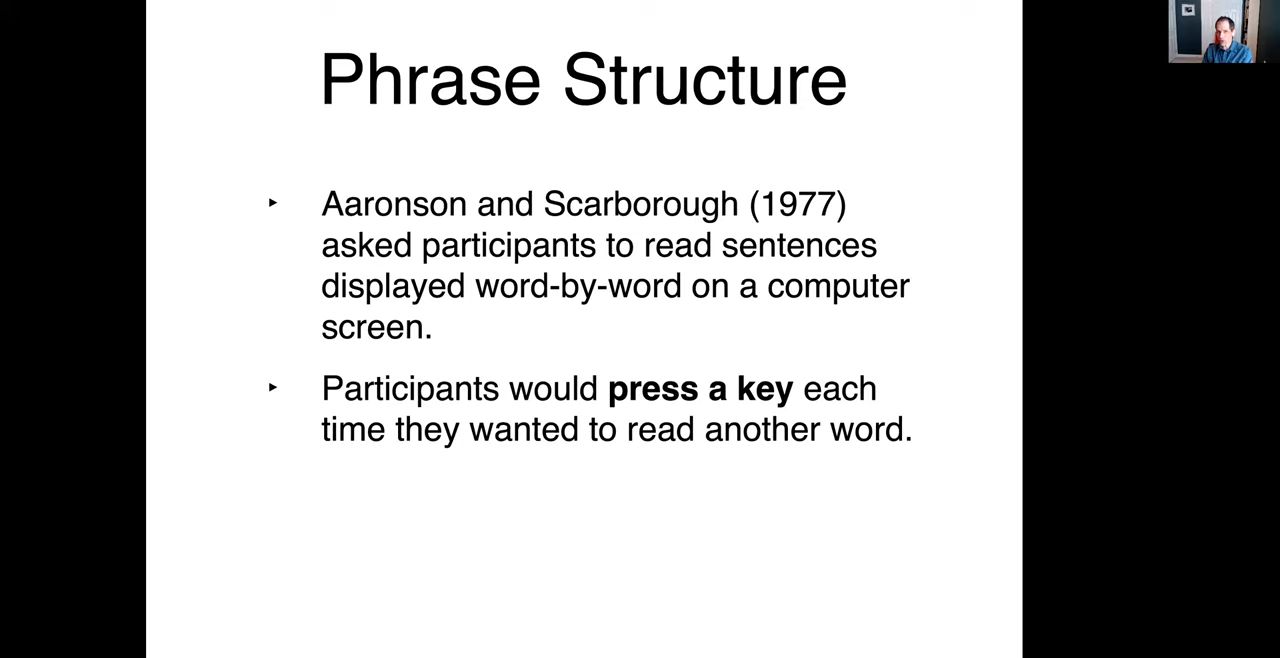 Phrase Structure
Aaronson and Scarborough (1977)
asked participants to read sentences
displayed word-by-word on a computer
screen.
Participants would press a key each
time they wanted to read another word.